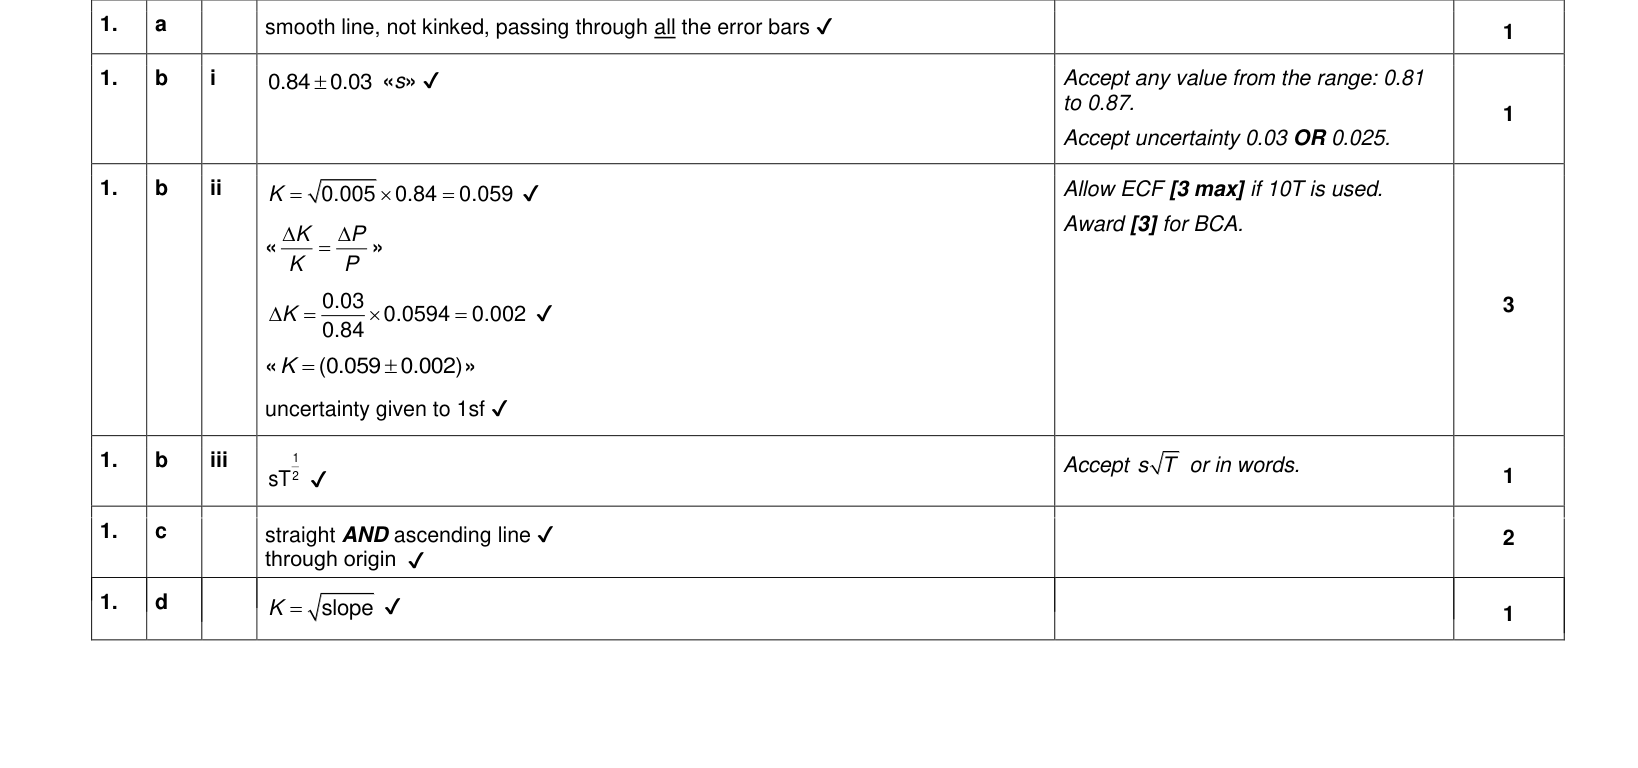 1. a smooth line, not kinked, passing through all the error bars ✓ 1
1. b i 0.84 ± 0.03 «s» ✓ Accept any value from the range: 0.81
to 0.87.
Accept uncertainty 0.03 OR 0.025.
1
1. b ii K = √0.005 × 0.84 = 0.059 ✓ Allow ECF [3 max] if 10T is used.
Award [3] for BCA.
« ΔK/K = ΔP/P »
ΔK = 0.03/0.84 × 0.0594 = 0.002 ✓
3
« K = (0.059 ± 0.002) »
uncertainty given to 1sf ✓
1. b iii sT^(1/2) ✓ Accept s√T or in words. 1
1. c straight AND ascending line ✓ 2
through origin ✓
1. d K = √slope ✓ 1